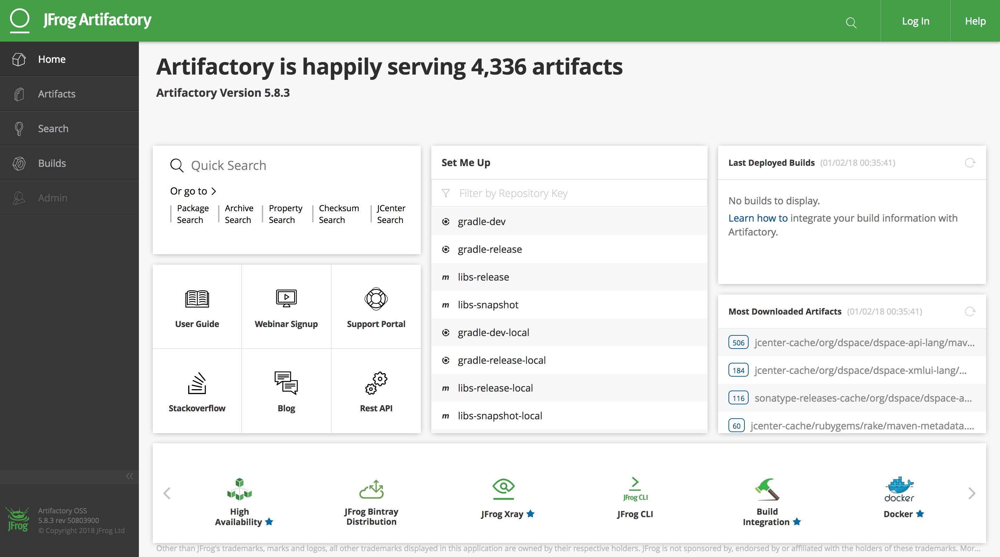 JFrog Artifactory
Log In
Help
Home
Artifacts
Search
Builds
Admin
Artifactory is happily serving 4,336 artifacts
Artifactory Version 5.8.3
Quick Search
Or go to
Package Search
Archive Search
Property Search
Checksum Search
JCenter Search
User Guide
Webinar Signup
Support Portal
Stackoverflow
Blog
Rest API
Set Me Up
Filter by Repository Key
gradle-dev
gradle-release
m libs-release
m libs-snapshot
gradle-dev-local
gradle-release-local
m libs-release-local
m libs-snapshot-local
Last Deployed Builds (01/02/18 00:35:41)
No builds to display.
Learn how to integrate your build information with
Artifactory.
Most Downloaded Artifacts (01/02/18 00:35:41)
506 jcenter-cache/org/dspace/dspace-api-lang/mav...
184 jcenter-cache/org/dspace/dspace-xmlui-lang/...
116 sonatype-releases-cache/org/dspace/dspace-a...
60 jcenter-cache/rubygems/rake/maven-metadata....
High
Availability
JFrog Bintray
Distribution
JFrog Xray
JFrog CLI
JFrog CLI
Build
Integration
docker
Docker
JFrog
Artifactory OSS
5.8.3 rev 50803900
© Copyright 2018 JFrog Ltd
Other than JFrog's trademarks, marks and logos, all other trademarks displayed in this application are owned by their respective holders. JFrog is not sponsored by, endorsed by or affiliated with the holders of these trademarks. Mor...